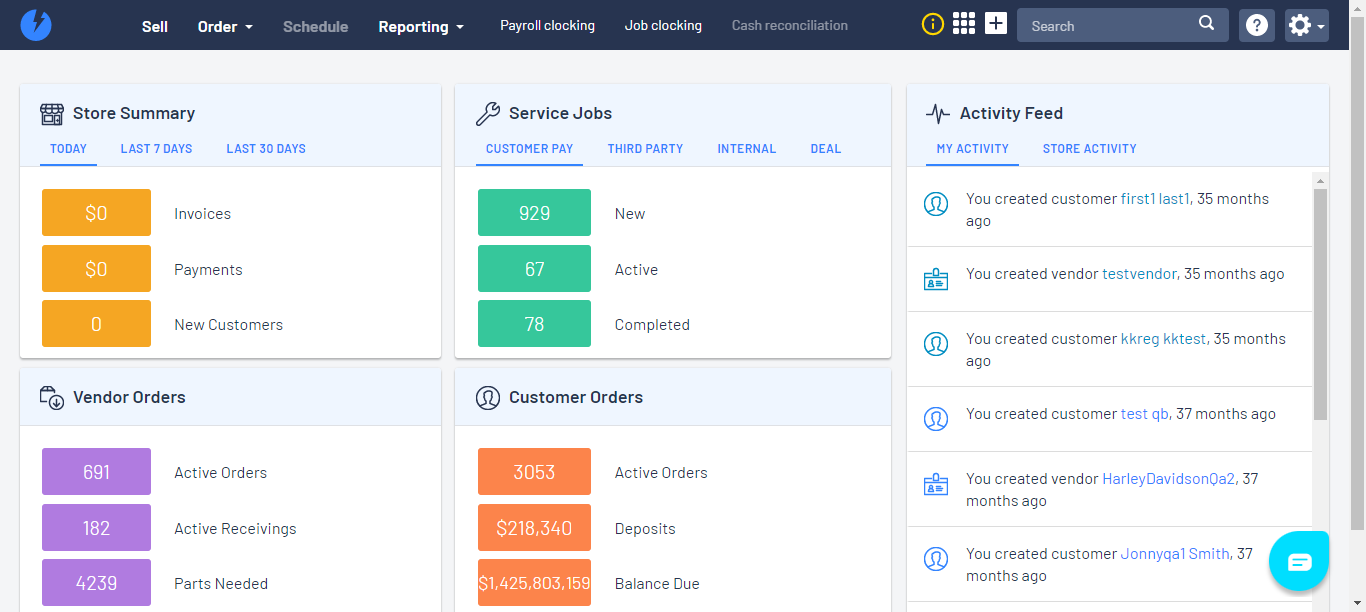 Sell Order Schedule Reporting Payroll clocking Job clocking Cash reconciliation Search
Store Summary
TODAY LAST 7 DAYS LAST 30 DAYS
$0 Invoices
$0 Payments
0 New Customers
Service Jobs
CUSTOMER PAY THIRD PARTY INTERNAL DEAL
929 New
67 Active
78 Completed
Vendor Orders
691 Active Orders
182 Active Receivings
4239 Parts Needed
Customer Orders
3053 Active Orders
$218,340 Deposits
$1,425,803,159 Balance Due
Activity Feed
MY ACTIVITY STORE ACTIVITY
You created customer first1 last1, 35 months
ago
You created vendor testvendor, 35 months ago
You created customer kkreg kktest, 35 months
ago
You created customer test qb, 37 months ago
You created vendor HarleyDavidsonQa2, 37
months ago
You created customer Jonnyqa1 Smith, 37
months ago